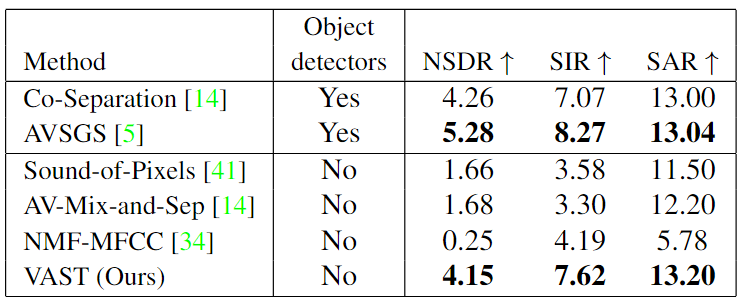 Object
Method detectors NSDR ↑ SIR ↑ SAR ↑
Co-Separation [14] Yes 4.26 7.07 13.00
AVSGS [5] Yes 5.28 8.27 13.04
Sound-of-Pixels [41] No 1.66 3.58 11.50
AV-Mix-and-Sep [14] No 1.68 3.30 12.20
NMF-MFCC [34] No 0.25 4.19 5.78
VAST (Ours) No 4.15 7.62 13.20